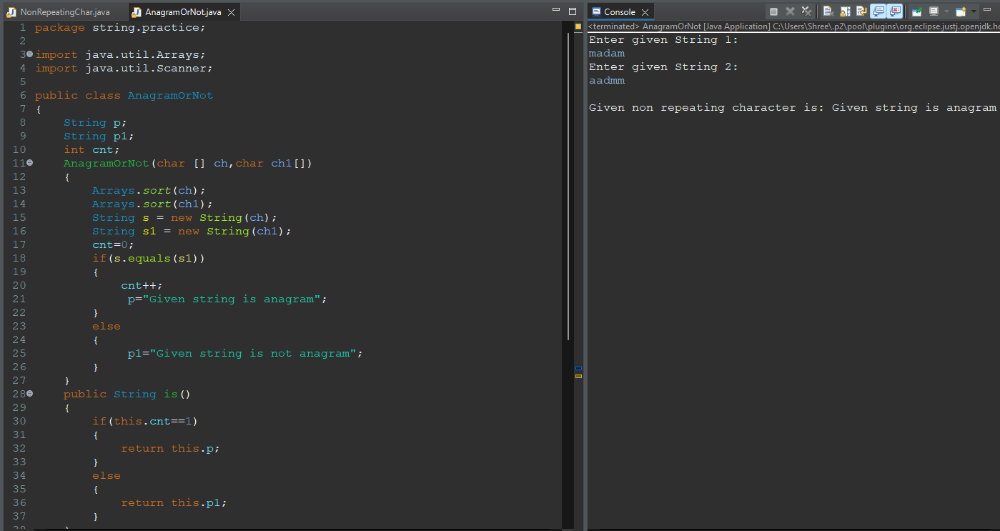 NonRepeatingChar.java
AnagramOrNot.java
1 package string.practice;
2
3 import java.util.Arrays;
4 import java.util.Scanner;
5
6 public class AnagramOrNot
7 {
8 String p;
9 String p1;
10 int cnt;
11 AnagramOrNot(char [] ch,char ch1[])
12 {
13 Arrays.sort(ch);
14 Arrays.sort(ch1);
15 String s = new String(ch);
16 String s1 = new String(ch1);
17 cnt=0;
18 if(s.equals(s1))
19 {
20 cnt++;
21 p="Given string is anagram";
22 }
23 else
24 {
25 p1="Given string is not anagram";
26 }
27 }
28 public String is()
29 {
30 if(this.cnt==1)
31 {
32 return this.p;
33 }
34 else
35 {
36 return this.p1;
37 }
38 }
Console
<terminated> AnagramOrNot [Java Application] C:\Users\Shree\.p2\pool\plugins\org.eclipse.justj.openjdk.ho
Enter given String 1:
madam
Enter given String 2:
aadmm
Given non repeating character is: Given string is anagram